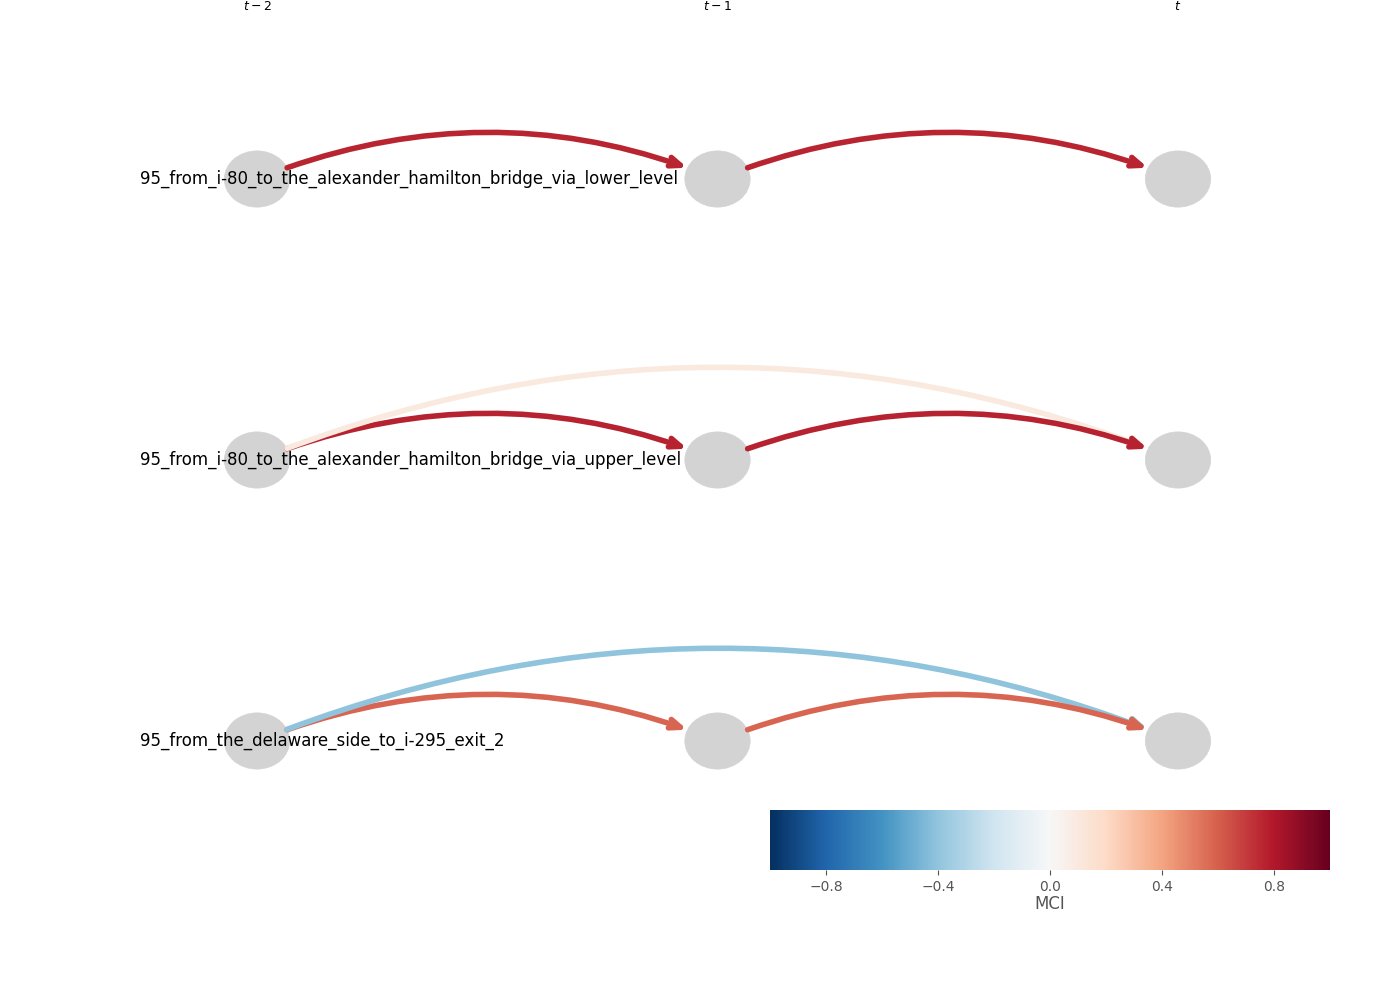 t − 2
t − 1
t
95_from_i-80_to_the_alexander_hamilton_bridge_via_lower_level
95_from_i-80_to_the_alexander_hamilton_bridge_via_upper_level
95_from_the_delaware_side_to_i-295_exit_2
−0.8
−0.4
0.0
0.4
0.8
MCI